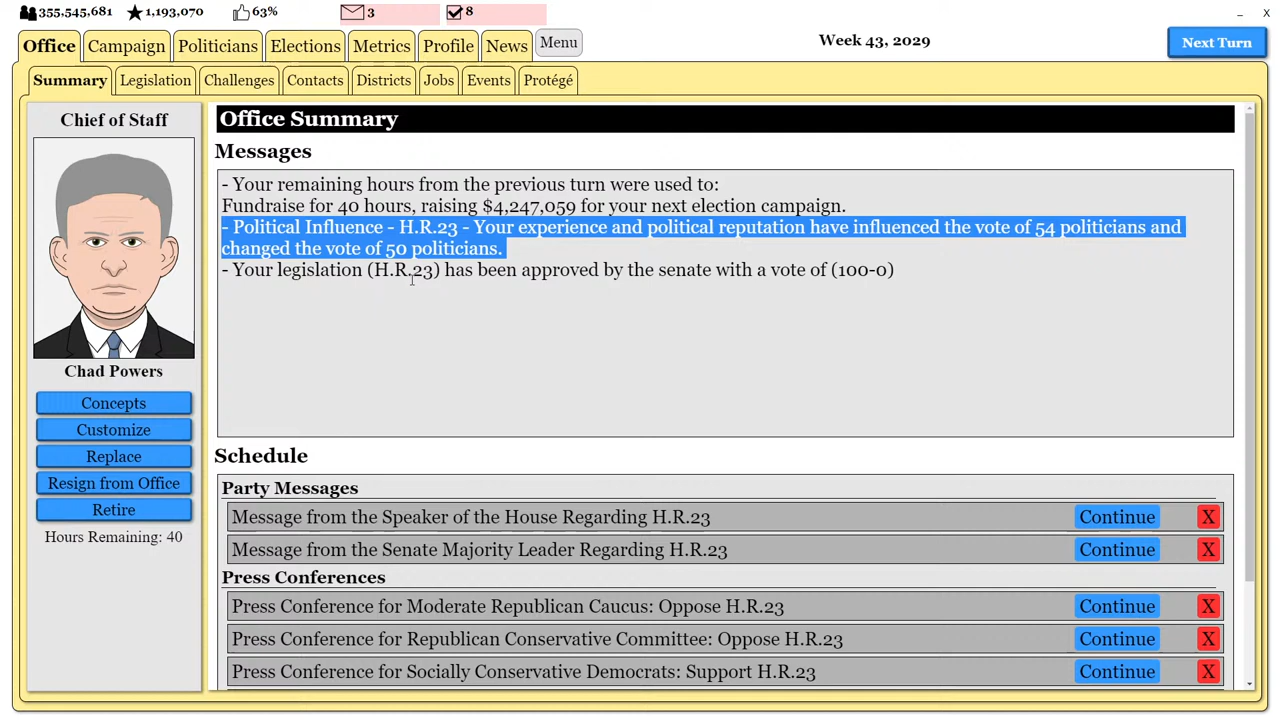 355,545,681 1,193,070 63% 3 8
_ X
Office Campaign Politicians Elections Metrics Profile News Menu Week 43, 2029 Next Turn
Summary Legislation Challenges Contacts Districts Jobs Events Protégé
Chief of Staff
Chad Powers
Concepts
Customize
Replace
Resign from Office
Retire
Hours Remaining: 40
Office Summary
Messages
- Your remaining hours from the previous turn were used to:
Fundraise for 40 hours, raising $4,247,059 for your next election campaign.
- Political Influence - H.R.23 - Your experience and political reputation have influenced the vote of 54 politicians and
changed the vote of 50 politicians.
- Your legislation (H.R.23) has been approved by the senate with a vote of (100-0)
Schedule
Party Messages
Message from the Speaker of the House Regarding H.R.23 Continue X
Message from the Senate Majority Leader Regarding H.R.23 Continue X
Press Conferences
Press Conference for Moderate Republican Caucus: Oppose H.R.23 Continue X
Press Conference for Republican Conservative Committee: Oppose H.R.23 Continue X
Press Conference for Socially Conservative Democrats: Support H.R.23 Continue X